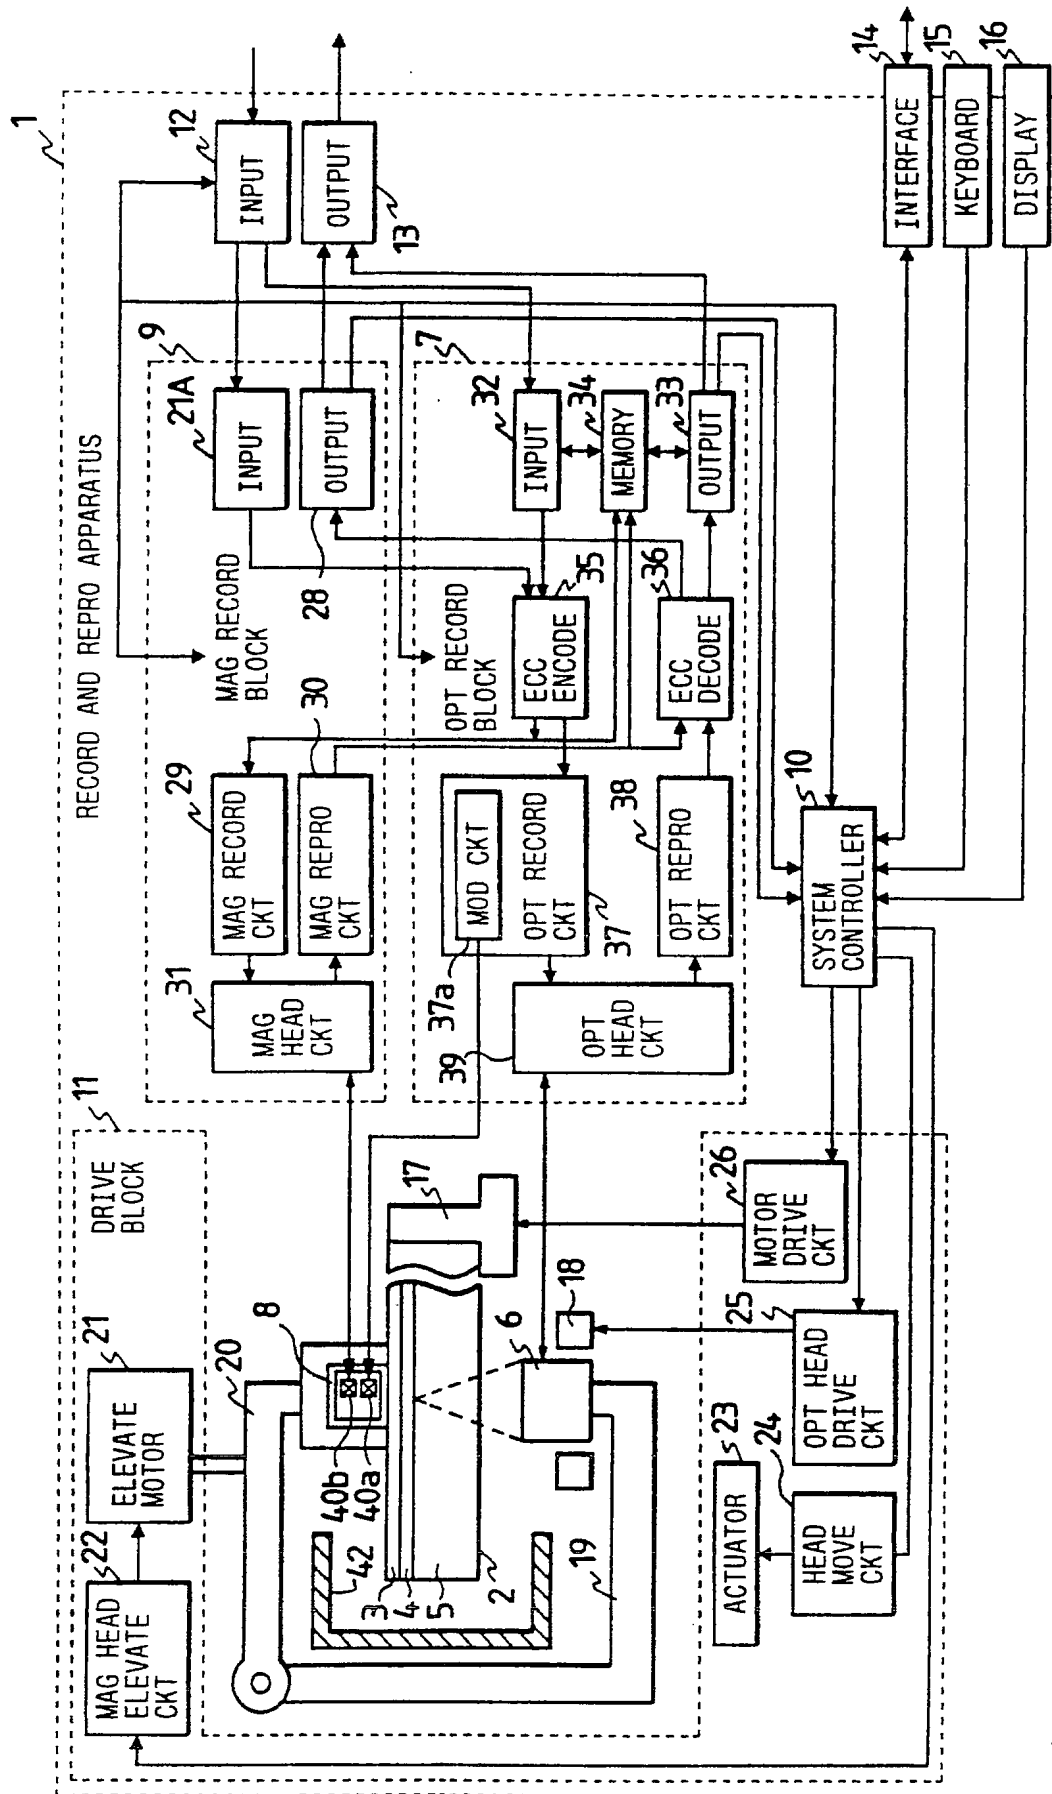 RECORD AND REPRO APPARATUS
1
11
DRIVE
BLOCK
MAG HEAD
ELEVATE
CKT
22
ELEVATE
MOTOR
21
20
8
40b
40a
42
3
4
5
2
19
6
18
17
31
MAG
HEAD
CKT
29
MAG RECORD
CKT
30
MAG REPRO
CKT
MAG RECORD
BLOCK
9
21A
INPUT
OUTPUT
28
12
INPUT
OUTPUT
13
7
OPT RECORD
BLOCK
37a
MOD CKT
OPT RECORD
CKT
37
39
OPT
HEAD
CKT
38
OPT REPRO
CKT
ECC
ENCODE
35
36
ECC
DECODE
32
INPUT
34
MEMORY
33
OUTPUT
23
ACTUATOR
24
HEAD
MOVE
CKT
25
OPT HEAD
DRIVE
CKT
26
MOTOR
DRIVE
CKT
10
SYSTEM
CONTROLLER
14
INTERFACE
15
KEYBOARD
16
DISPLAY